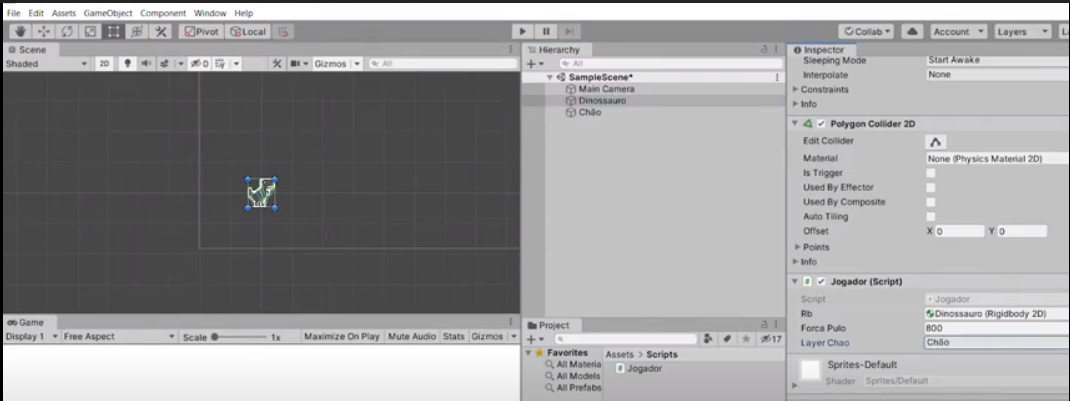 File Edit Assets GameObject Component Window Help
Pivot Local Collab Account Layers
Scene
Shaded 2D 0 Gizmos All
Game
Display 1 Free Aspect Scale 1x Maximize On Play Mute Audio Stats Gizmos
Hierarchy
All
SampleScene*
Main Camera
Dinossauro
Chão
Project
17
Favorites
All Materia
All Models
All Prefabs
Assets > Scripts
Jogador
Inspector
Sleeping Mode Start Awake
Interpolate None
Constraints
Info
Polygon Collider 2D
Edit Collider
Material None (Physics Material 2D)
Is Trigger
Used By Effector
Used By Composite
Auto Tiling
Offset X 0 Y 0
Points
Info
Jogador (Script)
Script Jogador
Rb Dinossauro (Rigidbody 2D)
Forca Pulo 800
Layer Chao Chão
Sprites-Default
Shader Sprites/Default